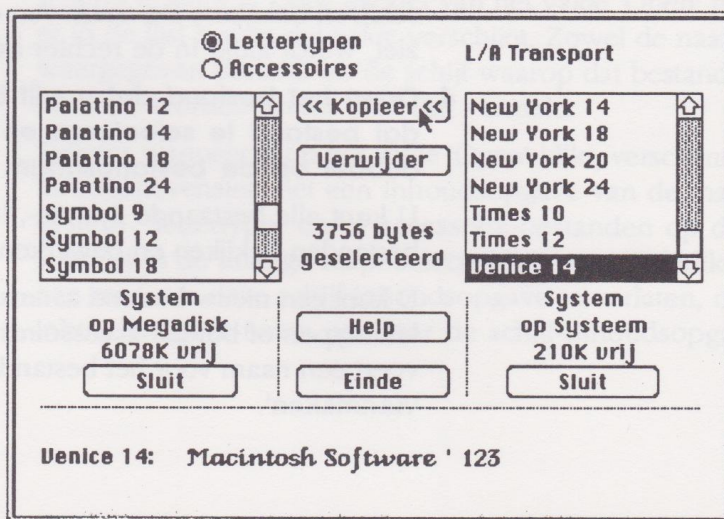 Lettertypen
Accessoires
L/A Transport
Palatino 12
Palatino 14
Palatino 18
Palatino 24
Symbol 9
Symbol 12
Symbol 18
<< Kopieer <<
Verwijder
3756 bytes
geselecteerd
New York 14
New York 18
New York 20
New York 24
Times 10
Times 12
Venice 14
System
op Megadisk
6078K vrij
Sluit
Help
Einde
System
op Systeem
210K vrij
Sluit
Venice 14: Macintosh Software ' 123